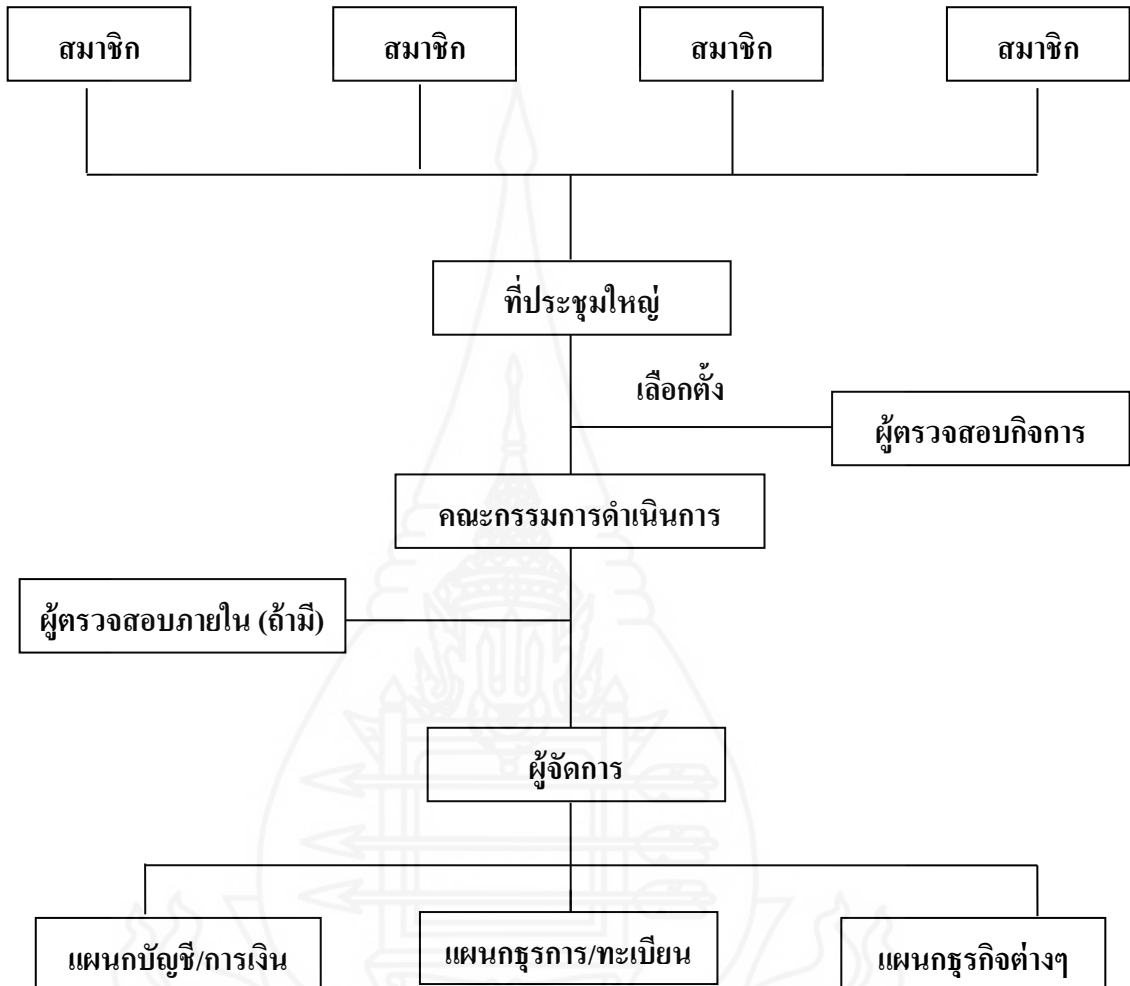 สมาชิก
สมาชิก
สมาชิก
สมาชิก
ที่ประชุมใหญ่
เลือกตั้ง
ผู้ตรวจสอบกิจการ
คณะกรรมการดำเนินการ
ผู้ตรวจสอบภายใน (ถ้ามี)
ผู้จัดการ
แผนกบัญชี/การเงิน
แผนกธุรการ/ทะเบียน
แผนกธุรกิจต่างๆ